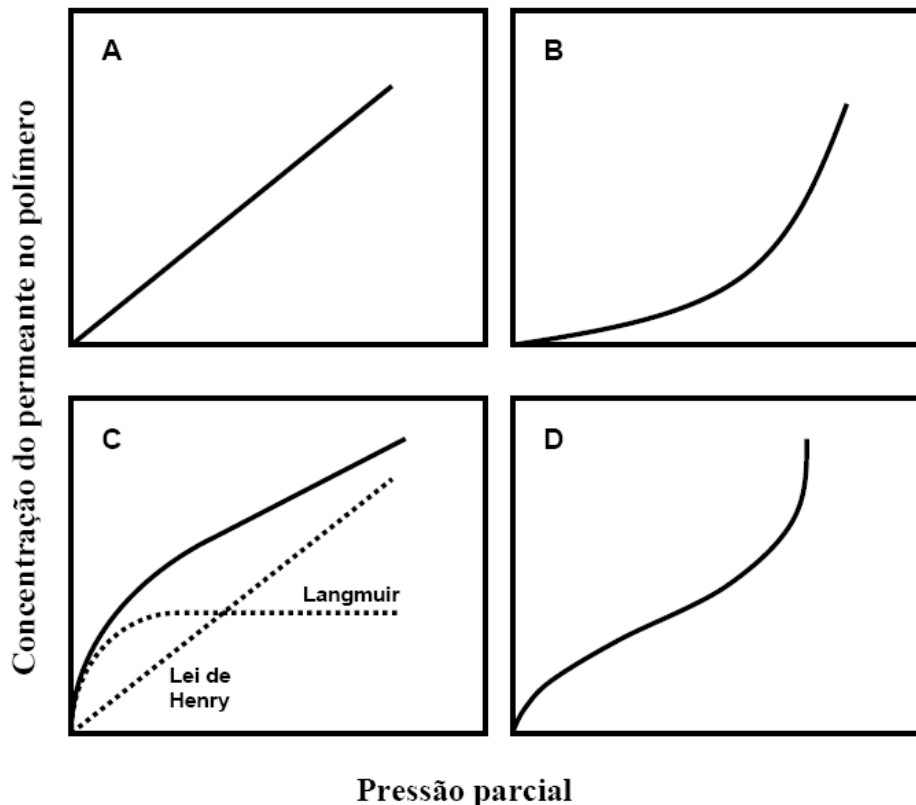 Concentração do permeante no polímero
A
B
C
Langmuir
Lei de
Henry
D
Pressão parcial